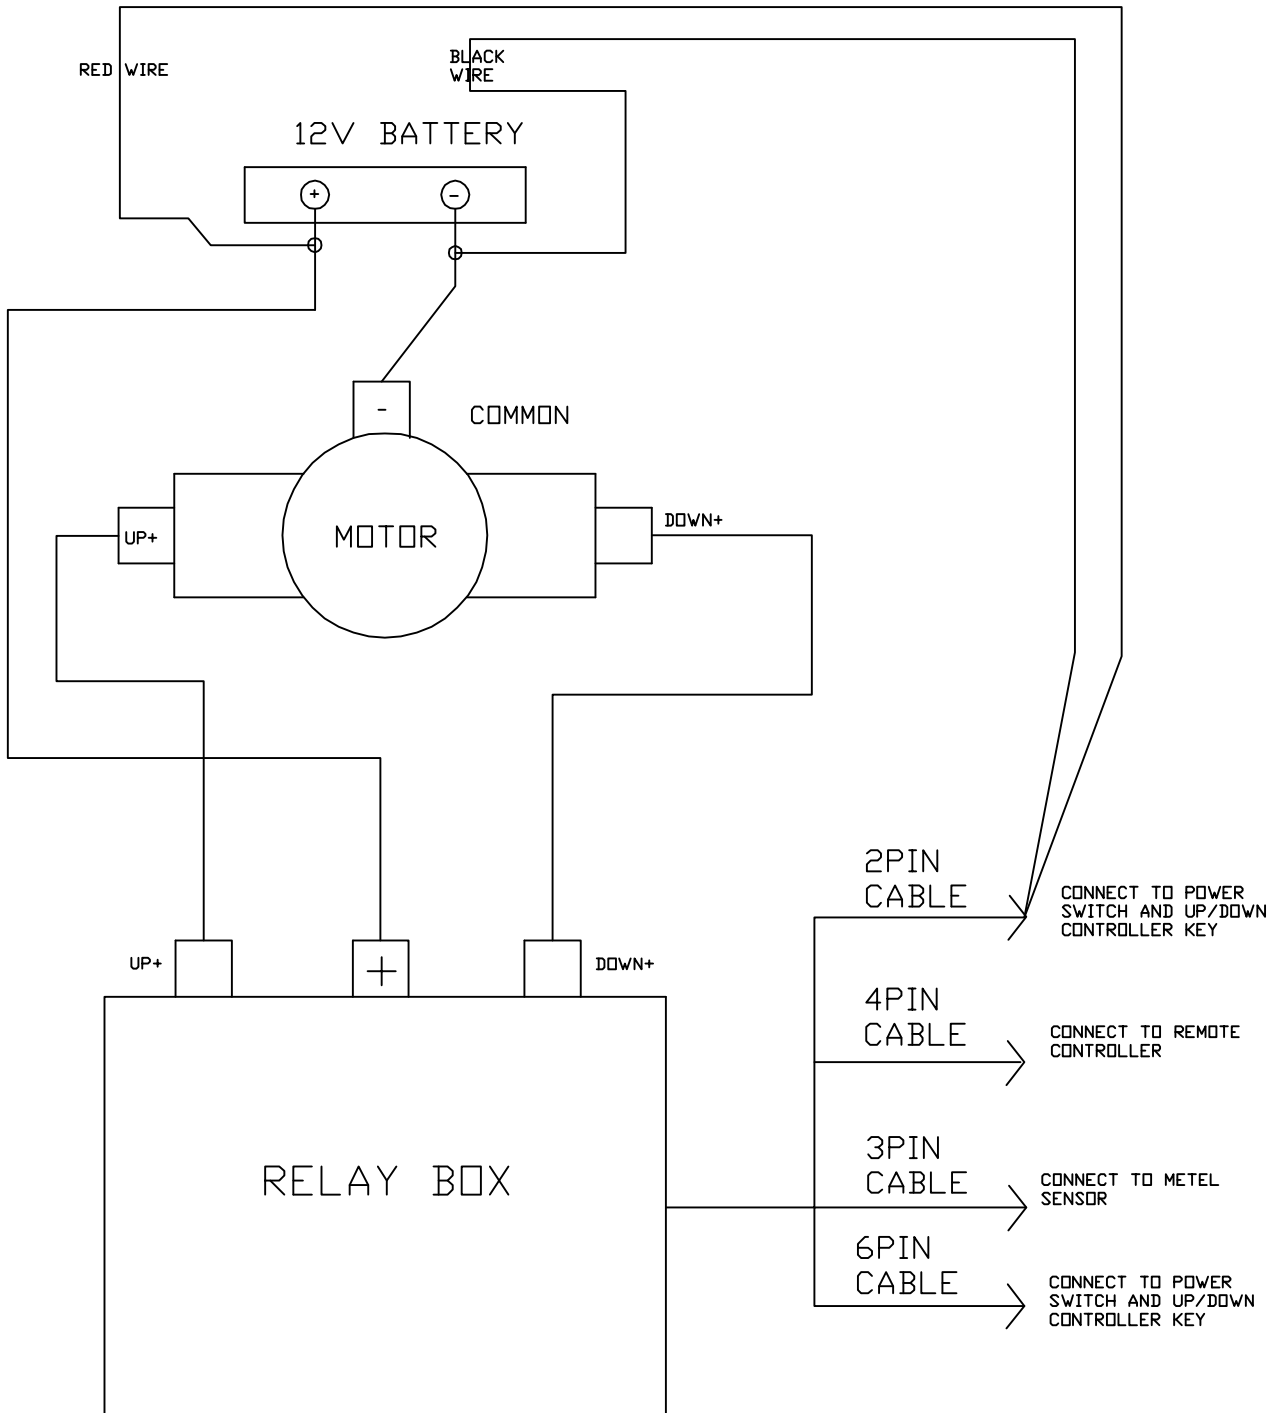 RED WIRE
BLACK
WIRE
12V BATTERY
+
-
-
COMMON
UP+
MOTOR
DOWN+
2PIN
CABLE
CONNECT TO POWER
SWITCH AND UP/DOWN
CONTROLLER KEY
UP+
+
DOWN+
4PIN
CABLE
CONNECT TO REMOTE
CONTROLLER
RELAY BOX
3PIN
CABLE
CONNECT TO METEL
SENSOR
6PIN
CABLE
CONNECT TO POWER
SWITCH AND UP/DOWN
CONTROLLER KEY